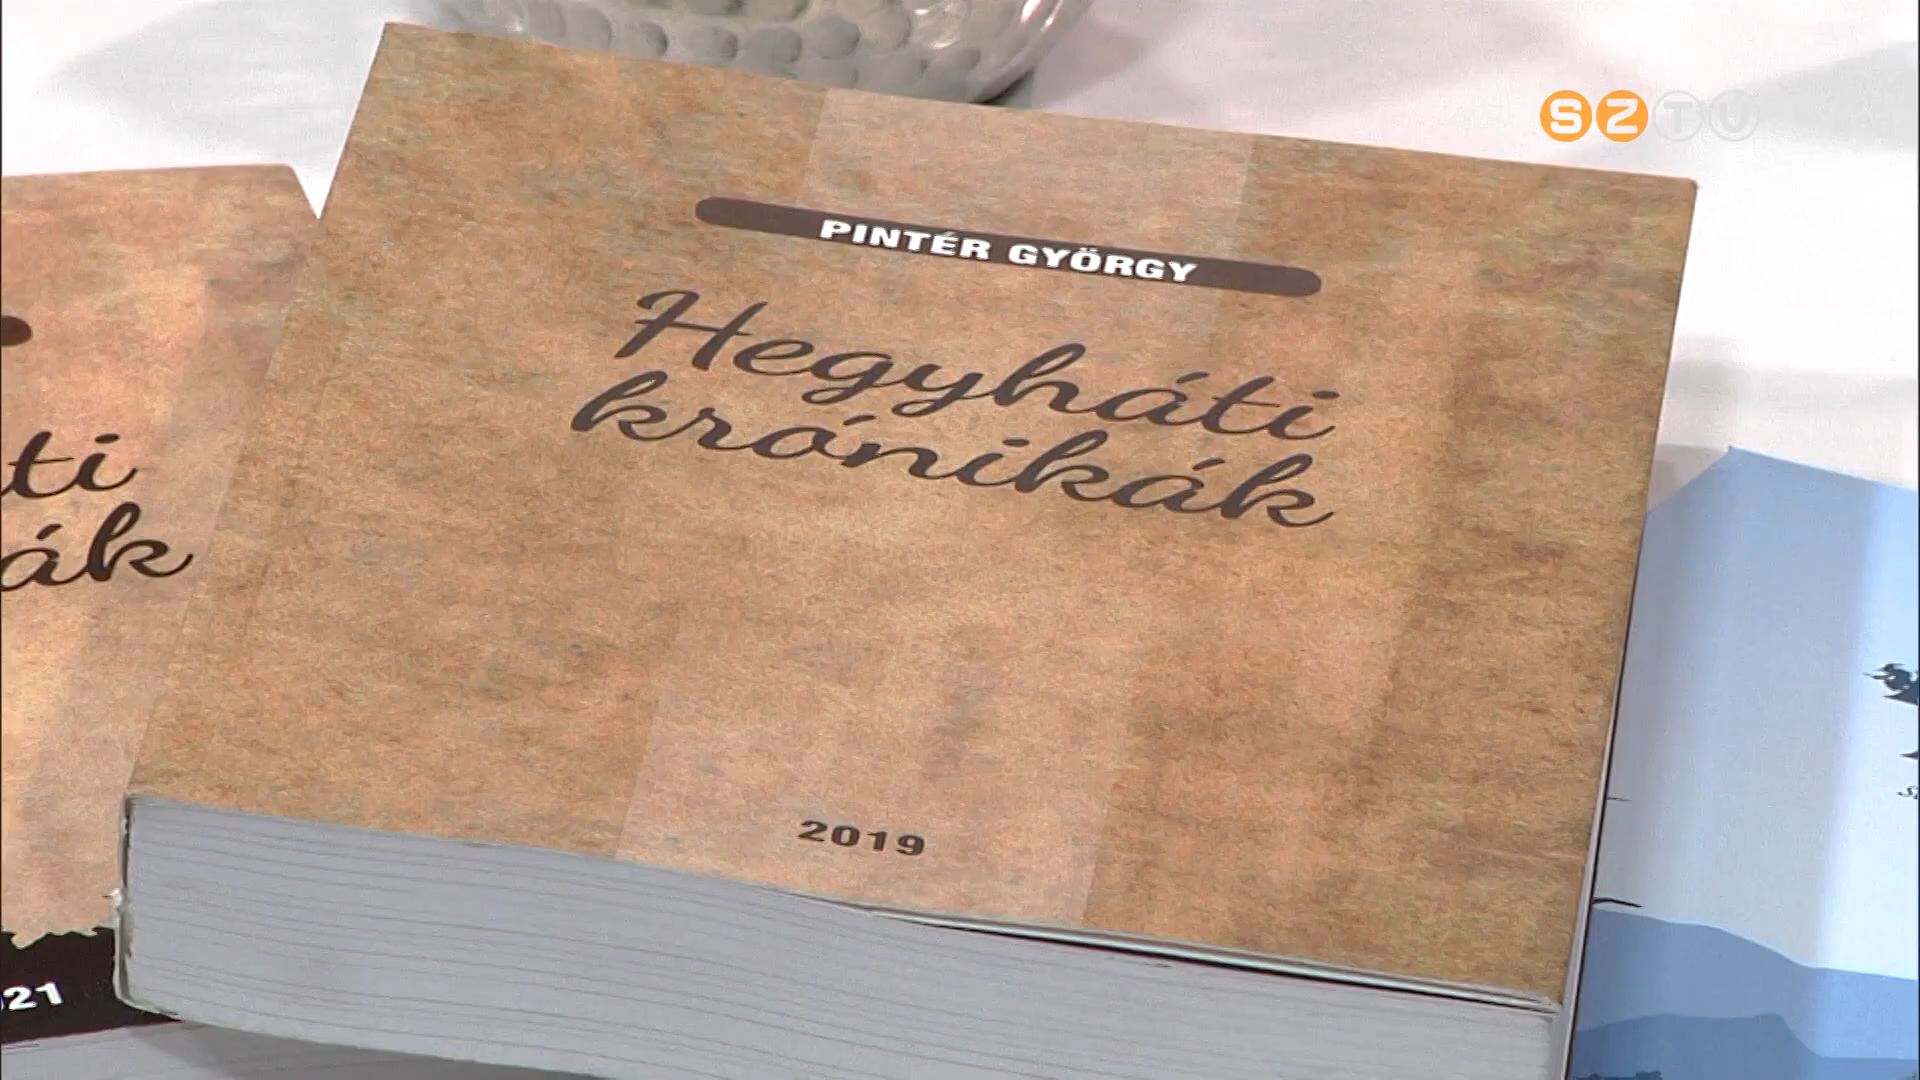 SZTV
PINTÉR GYÖRGY
Hegyháti
krónikák
2019
ti
ák
21